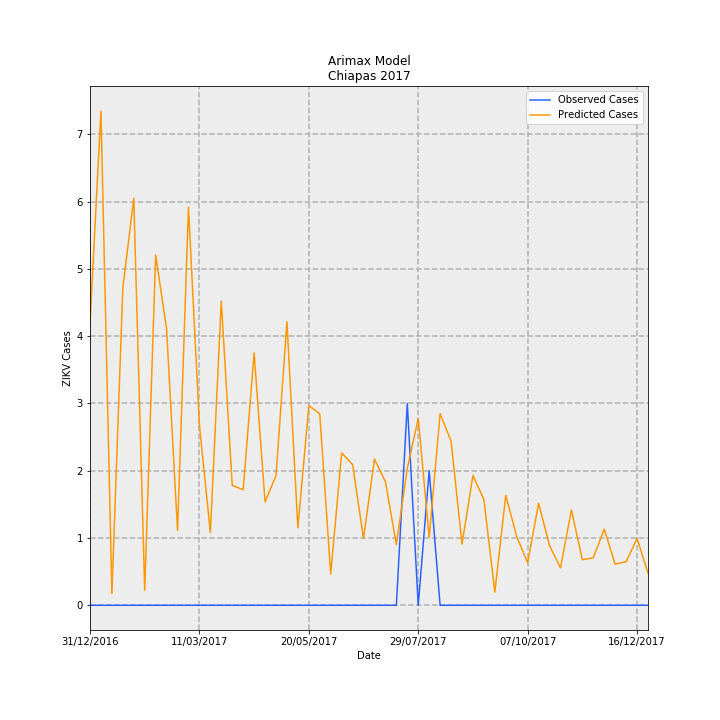 Arimax Model
Chiapas 2017
Observed Cases
Predicted Cases
ZIKV Cases
7
6
5
4
3
2
1
0
31/12/2016
11/03/2017
20/05/2017
29/07/2017
07/10/2017
16/12/2017
Date